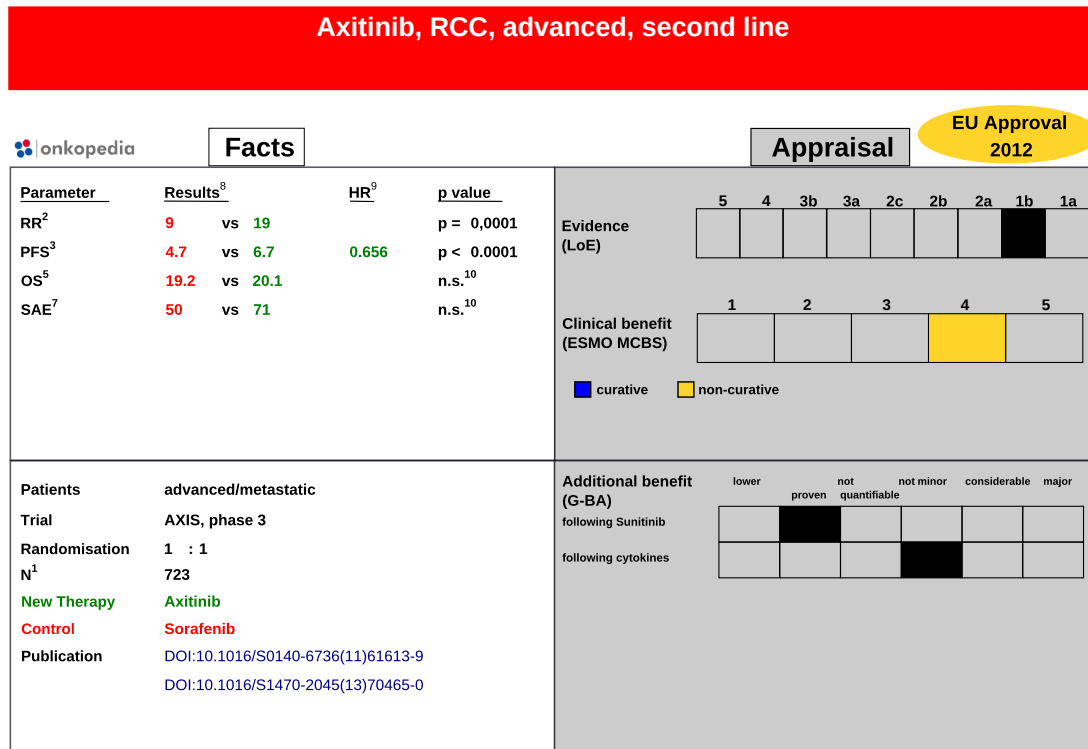 Axitinib, RCC, advanced, second line
EU Approval
2012
onkopedia
Facts
Appraisal
Parameter Results8 HR9 p value
RR2 9 vs 19 p = 0,0001
PFS3 4.7 vs 6.7 0.656 p < 0.0001
OS5 19.2 vs 20.1 n.s.10
SAE7 50 vs 71 n.s.10
5 4 3b 3a 2c 2b 2a 1b 1a
Evidence
(LoE)
1 2 3 4 5
Clinical benefit
(ESMO MCBS)
curative non-curative
Patients advanced/metastatic
Trial AXIS, phase 3
Randomisation 1 : 1
N1 723
New Therapy Axitinib
Control Sorafenib
Publication DOI:10.1016/S0140-6736(11)61613-9
DOI:10.1016/S1470-2045(13)70465-0
Additional benefit
(G-BA)
lower not not minor considerable major
proven quantifiable
following Sunitinib
following cytokines